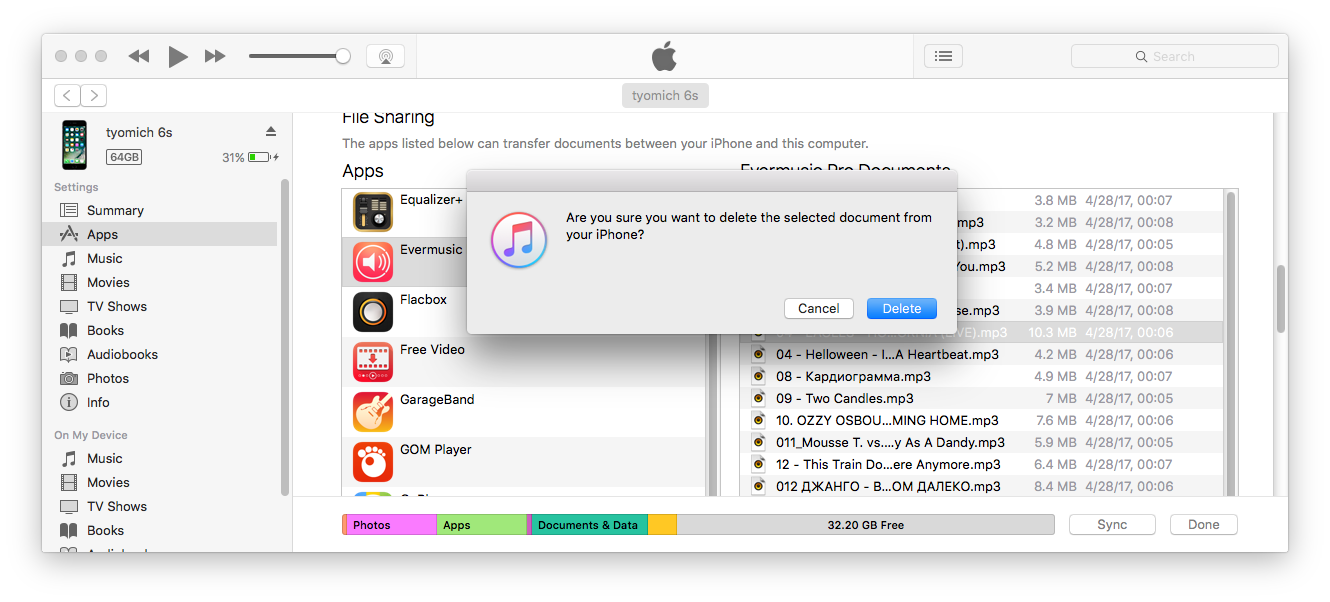 Search
tyomich 6s
tyomich 6s
64GB
31%
Settings
Summary
Apps
Music
Movies
TV Shows
Books
Audiobooks
Photos
Info
On My Device
Music
Movies
TV Shows
Books
File Sharing
The apps listed below can transfer documents between your iPhone and this computer.
Apps
Equalizer+
Evermusic
Flacbox
Free Video
GarageBand
GOM Player
Evermusic Pro Documents
3.8 MB 4/28/17, 00:07
.mp3 3.2 MB 4/28/17, 00:08
t).mp3 4.8 MB 4/28/17, 00:05
You.mp3 5.2 MB 4/28/17, 00:08
3.4 MB 4/28/17, 00:07
se.mp3 3.9 MB 4/28/17, 00:08
(LIVE).mp3 10.3 MB 4/28/17, 00:06
04 - Helloween - I...A Heartbeat.mp3 4.2 MB 4/28/17, 00:06
08 - Кардиограмма.mp3 4.9 MB 4/28/17, 00:07
09 - Two Candles.mp3 7 MB 4/28/17, 00:05
10. OZZY OSBOU...MING HOME.mp3 7.6 MB 4/28/17, 00:06
011_Mousse T. vs....y As A Dandy.mp3 5.9 MB 4/28/17, 00:05
12 - This Train Do...ere Anymore.mp3 6.4 MB 4/28/17, 00:07
012 ДЖАНГО - В...ОМ ДАЛЕКО.mp3 8.4 MB 4/28/17, 00:06
Are you sure you want to delete the selected document from
your iPhone?
Cancel
Delete
Photos
Apps
Documents & Data
32.20 GB Free
Sync
Done